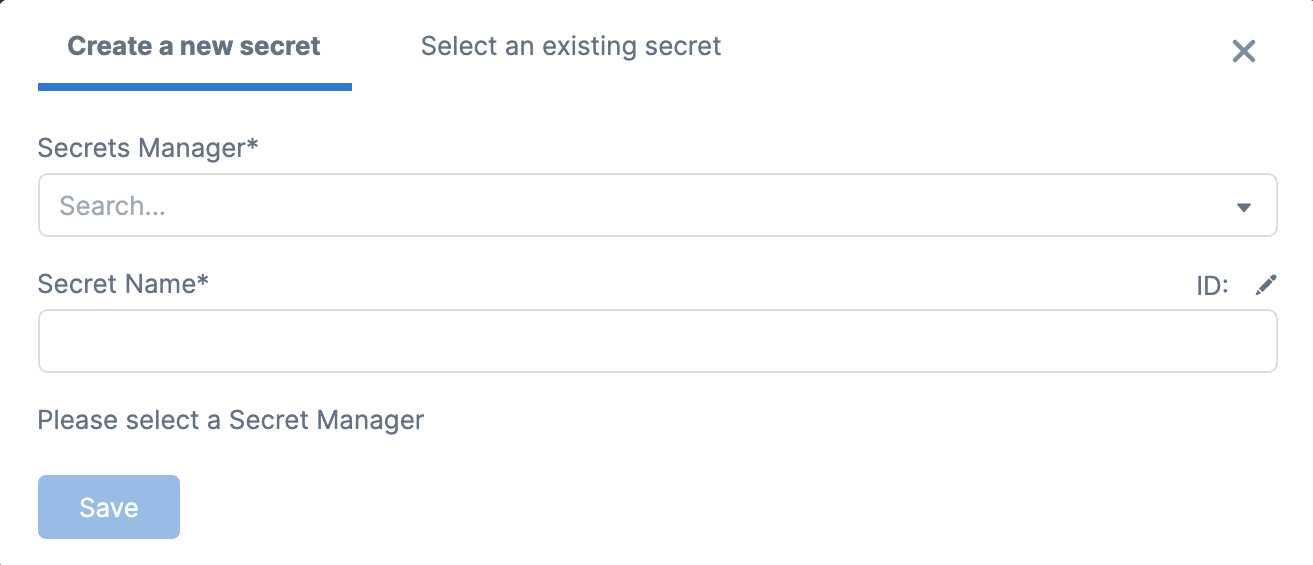 Create a new secret Select an existing secret
Secrets Manager*
Search...
Secret Name* ID:
Please select a Secret Manager
Save